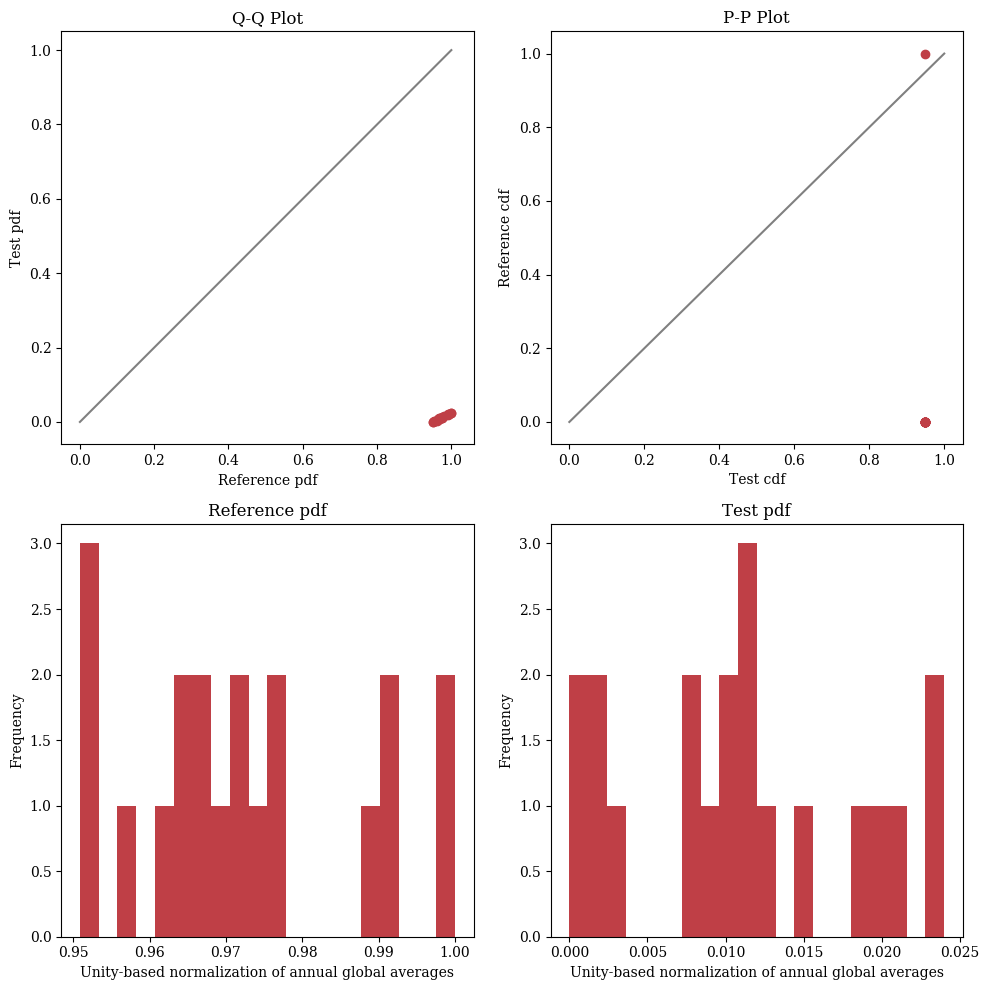 Q-Q Plot
1.0
0.8
0.6
0.4
0.2
0.0
Test pdf
0.0 0.2 0.4 0.6 0.8 1.0
Reference pdf
P-P Plot
1.0
0.8
0.6
0.4
0.2
0.0
Reference cdf
0.0 0.2 0.4 0.6 0.8 1.0
Test cdf
Reference pdf
3.0
2.5
2.0
1.5
1.0
0.5
0.0
Frequency
0.95 0.96 0.97 0.98 0.99 1.00
Unity-based normalization of annual global averages
Test pdf
3.0
2.5
2.0
1.5
1.0
0.5
0.0
Frequency
0.000 0.005 0.010 0.015 0.020 0.025
Unity-based normalization of annual global averages